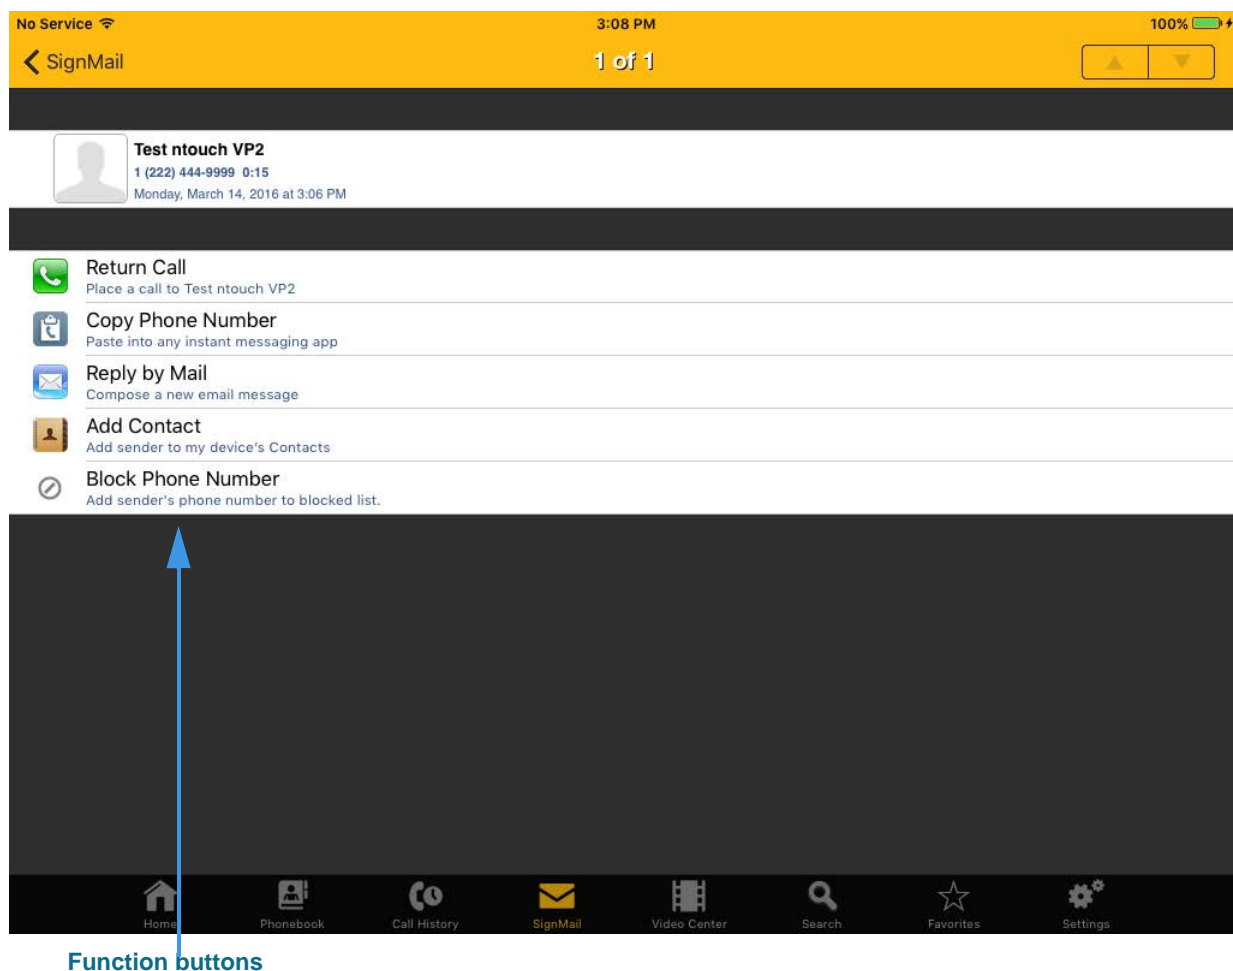 No Service 3:08 PM 100%
SignMail 1 of 1
Test ntouch VP2
1 (222) 444-9999 0:15
Monday, March 14, 2016 at 3:06 PM
Return Call
Place a call to Test ntouch VP2
Copy Phone Number
Paste into any instant messaging app
Reply by Mail
Compose a new email message
Add Contact
Add sender to my device's Contacts
Block Phone Number
Add sender's phone number to blocked list.
Home Phonebook Call History SignMail Video Center Search Favorites Settings
Function buttons